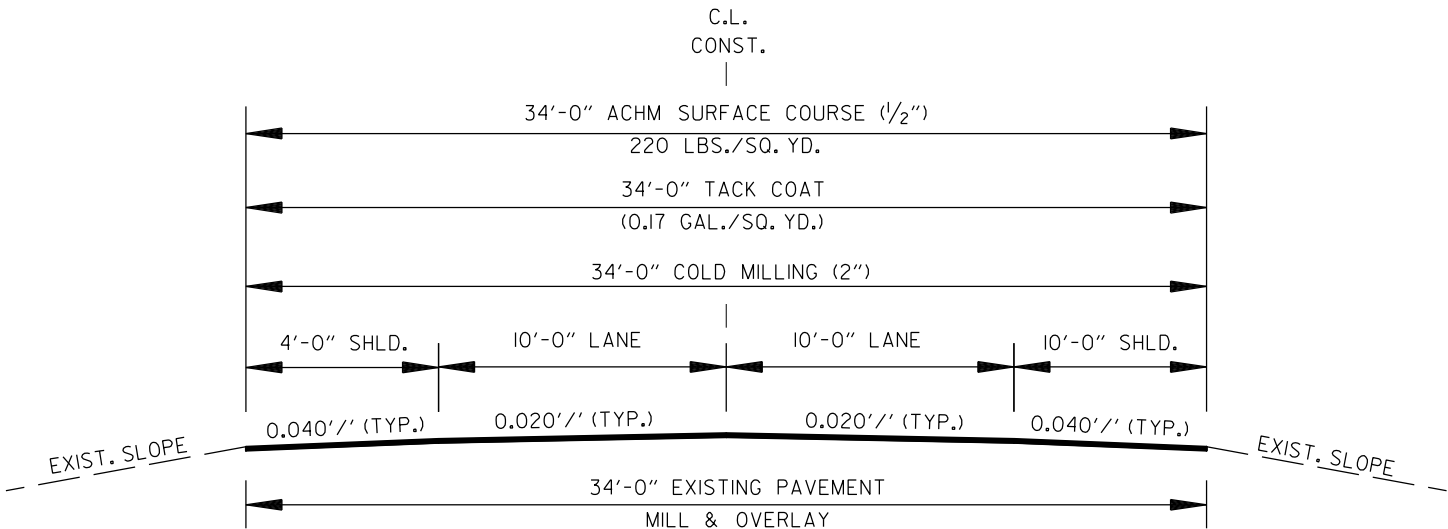 C.L.
CONST.
34'-0" ACHM SURFACE COURSE (1/2")
220 LBS./SQ. YD.
34'-0" TACK COAT
(0.17 GAL./SQ. YD.)
34'-0" COLD MILLING (2")
4'-0" SHLD.
10'-0" LANE
10'-0" LANE
10'-0" SHLD.
0.040'/' (TYP.)
0.020'/' (TYP.)
0.020'/' (TYP.)
0.040'/' (TYP.)
EXIST. SLOPE
EXIST. SLOPE
34'-0" EXISTING PAVEMENT
MILL & OVERLAY